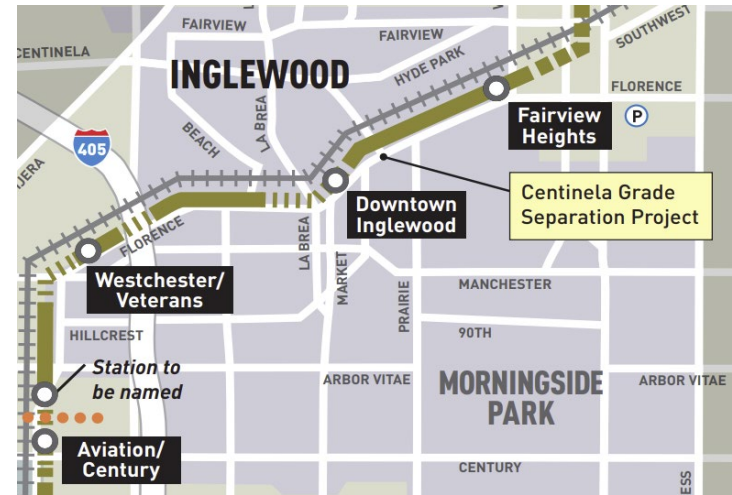 FAIRVIEW
FAIRVIEW
SOUTHWEST
CENTINELA
INGLEWOOD
HYDE PARK
FLORENCE
LA BREA
BEACH
405
Fairview
Heights
P
Centinela Grade
Separation Project
Downtown
Inglewood
FLORENCE
LA BREA
MARKET
PRAIRIE
Westchester/
Veterans
MANCHESTER
HILLCREST
90TH
Station to
be named
ARBOR VITAE
MORNINGSIDE
PARK
ARBOR VITAE
Aviation/
Century
CENTURY